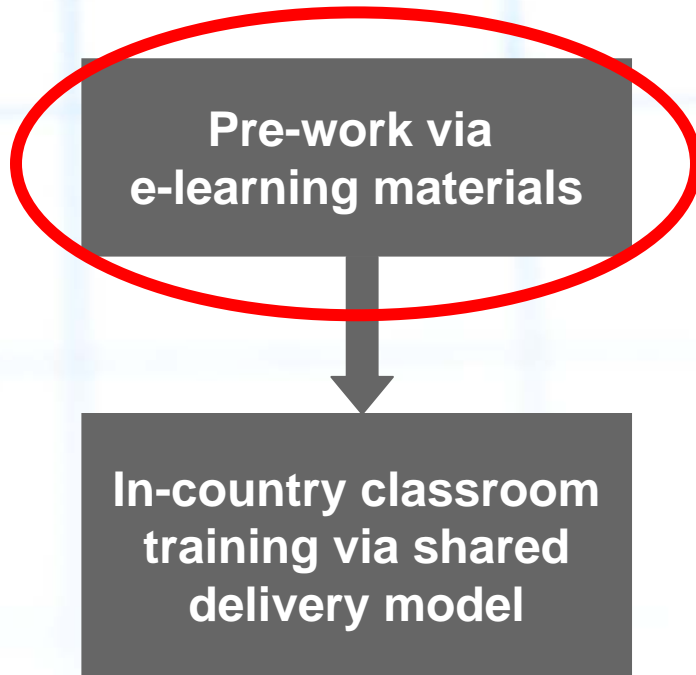 Pre-work via
e-learning materials
In-country classroom
training via shared
delivery model